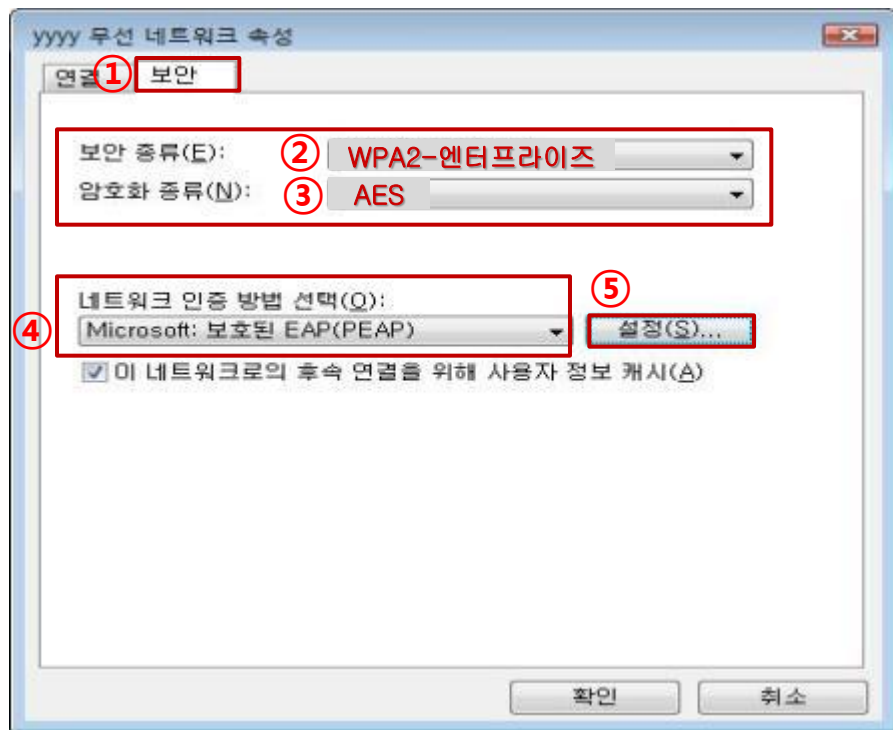 yyyy 무선 네트워크 속성
연결 ① 보안
보안 종류(E): ② WPA2-엔터프라이즈
암호화 종류(N): ③ AES
네트워크 인증 방법 선택(O): ⑤
④ Microsoft: 보호된 EAP(PEAP) 설정(S)...
이 네트워크로의 후속 연결을 위해 사용자 정보 캐시(A)
확인 취소